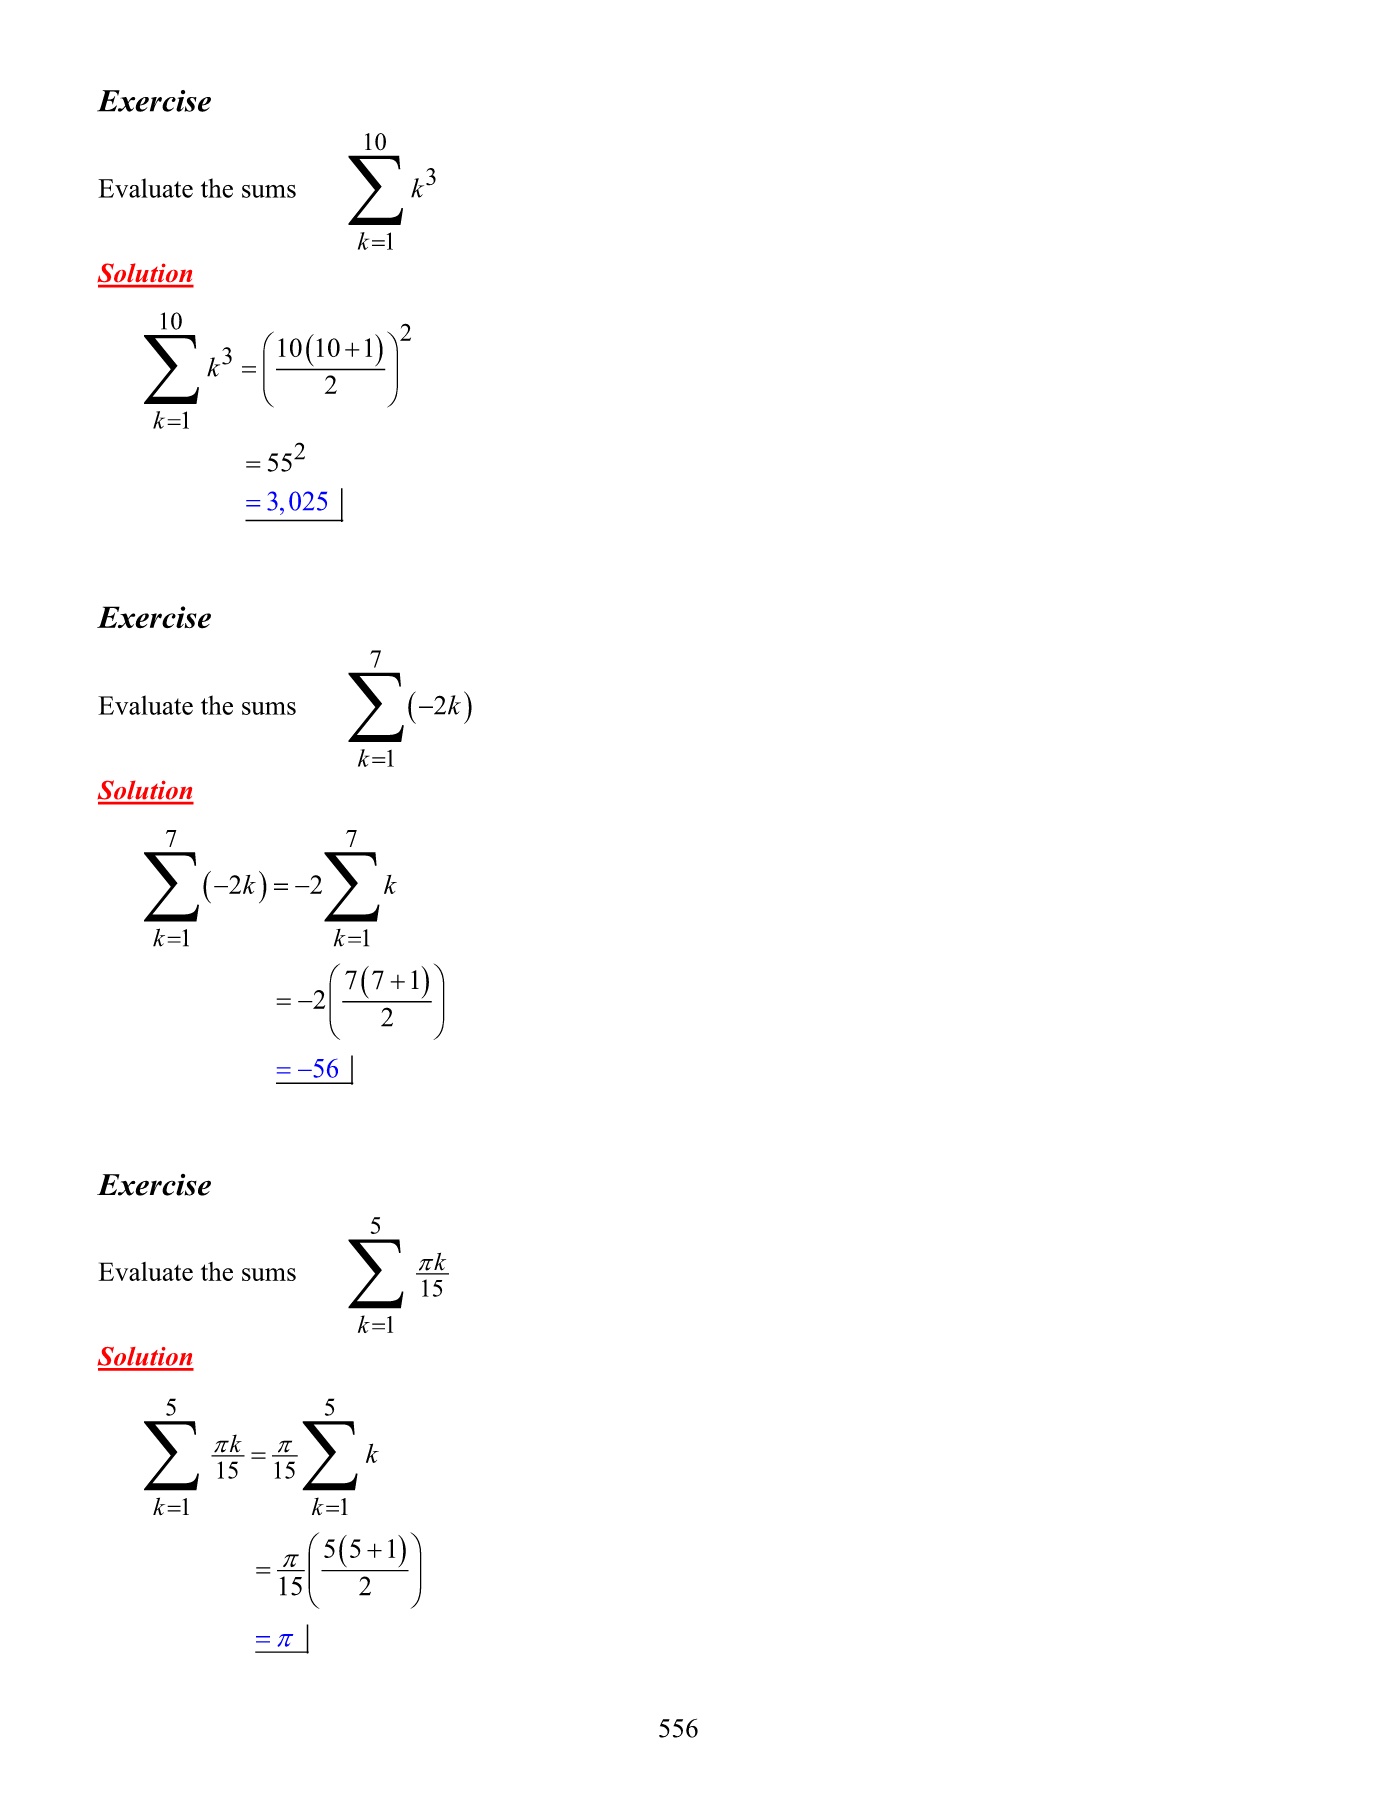 Exercise
Evaluate the sums \sum_{k=1}^{10} k^3
Solution
\sum_{k=1}^{10} k^3 = \left( \frac{10(10+1)}{2} \right)^2
= 55^2
= 3,025
Exercise
Evaluate the sums \sum_{k=1}^{7} (-2k)
Solution
\sum_{k=1}^{7} (-2k) = -2 \sum_{k=1}^{7} k
= -2 \left( \frac{7(7+1)}{2} \right)
= -56
Exercise
Evaluate the sums \sum_{k=1}^{5} \frac{\pi k}{15}
Solution
\sum_{k=1}^{5} \frac{\pi k}{15} = \frac{\pi}{15} \sum_{k=1}^{5} k
= \frac{\pi}{15} \left( \frac{5(5+1)}{2} \right)
= \pi
556